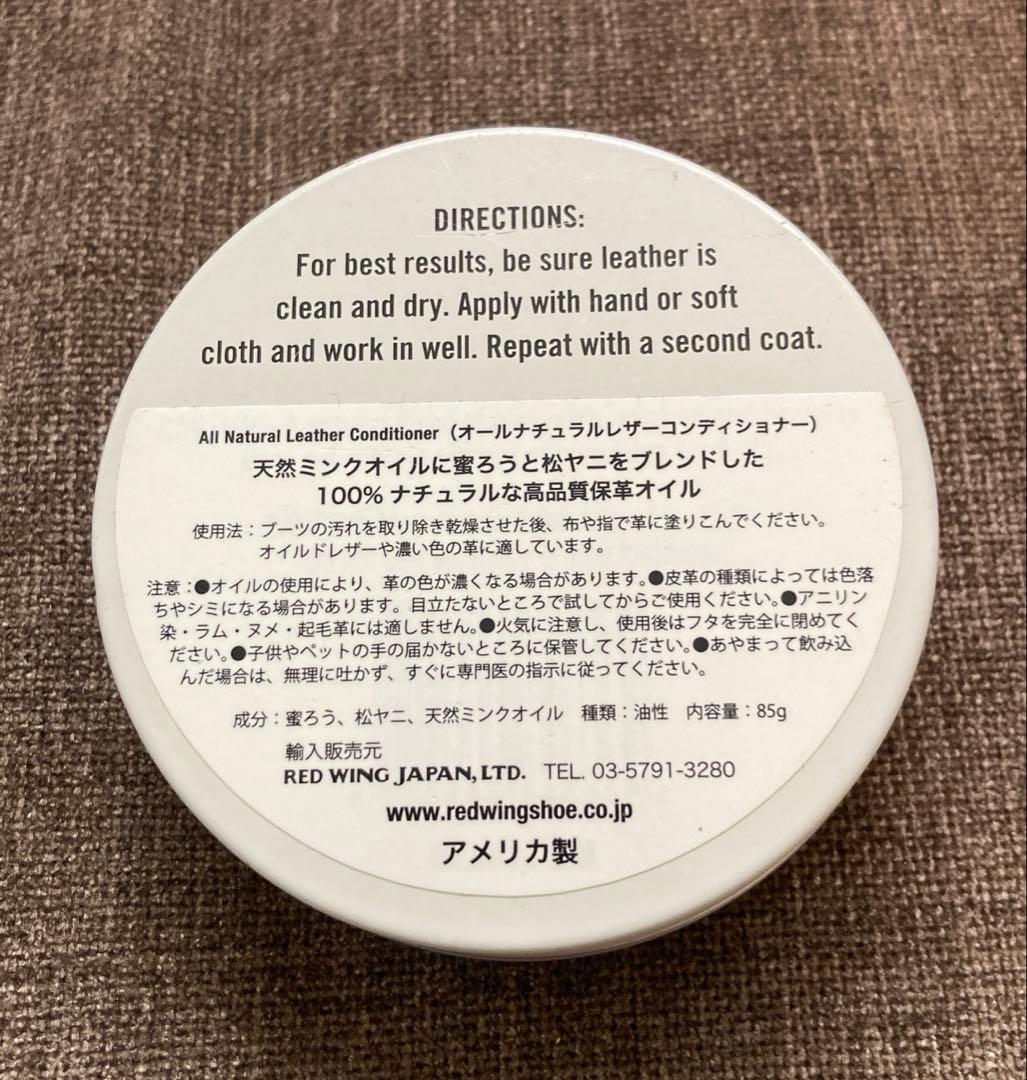 DIRECTIONS:
For best results, be sure leather is
clean and dry. Apply with hand or soft
cloth and work in well. Repeat with a second coat.
All Natural Leather Conditioner（オールナチュラルレザーコンディショナー）
天然ミンクオイルに蜜ろうと松ヤニをブレンドした
100% ナチュラルな高品質保革オイル
使用法：ブーツの汚れを取り除き乾燥させた後、布や指で革に塗りこんでください。
オイルドレザーや濃い色の革に適しています。
注意：●オイルの使用により、革の色が濃くなる場合があります。●皮革の種類によっては色落
ちやシミになる場合があります。目立たないところで試してからご使用ください。●アニリン
染・ラム・ヌメ・起毛革には適しません。●火気に注意し、使用後はフタを完全に閉めてく
ださい。●子供やペットの手の届かないところに保管してください。●あやまって飲み込
んだ場合は、無理に吐かず、すぐに専門医の指示に従ってください。
成分：蜜ろう、松ヤニ、天然ミンクオイル　種類：油性　内容量：85g
輸入販売元
RED WING JAPAN, LTD.　TEL. 03-5791-3280
www.redwingshoe.co.jp
アメリカ製